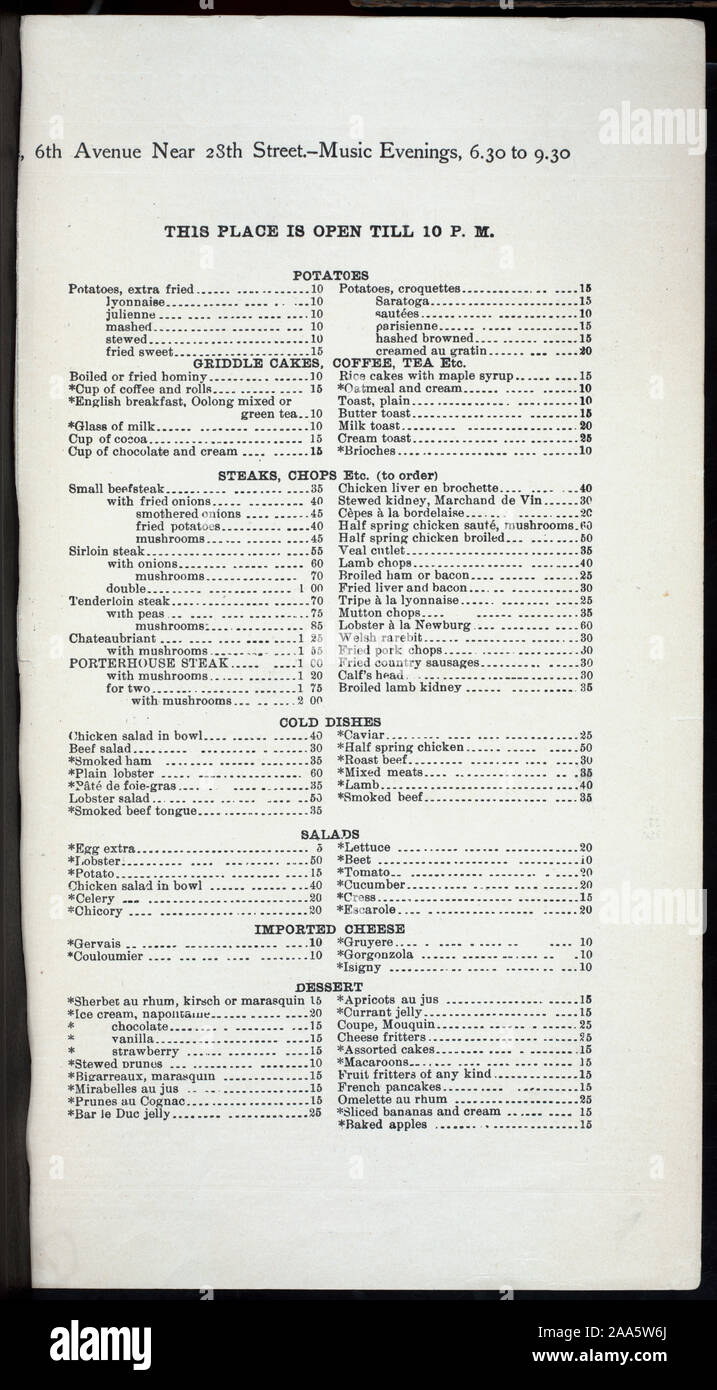 , 6th Avenue Near 28th Street.–Music Evenings, 6.30 to 9.30
THIS PLACE IS OPEN TILL 10 P. M.
POTATOES
Potatoes, extra fried 10
lyonnaise 10
julienne 10
mashed 10
stewed 10
fried sweet 15
Potatoes, croquettes 15
Saratoga 15
sautées 10
parisienne 15
hashed browned 15
creamed au gratin 20
GRIDDLE CAKES, COFFEE, TEA Etc.
Boiled or fried hominy 10
*Cup of coffee and rolls 15
*English breakfast, Oolong mixed or
green tea 10
*Glass of milk 10
Cup of cocoa 15
Cup of chocolate and cream 15
Rice cakes with maple syrup 15
*Oatmeal and cream 10
Toast, plain 10
Butter toast 15
Milk toast 20
Cream toast 25
*Brioches 10
STEAKS, CHOPS Etc. (to order)
Small beefsteak 35
with fried onions 40
smothered onions 45
fried potatoes 40
mushrooms 45
Sirloin steak 55
with onions 60
mushrooms 70
double 1 00
Tenderloin steak 70
with peas 75
mushrooms 85
Chateaubriant 1 25
with mushrooms 1 55
PORTERHOUSE STEAK 1 00
with mushrooms 1 20
for two 1 75
with mushrooms 2 00
Chicken liver en brochette 40
Stewed kidney, Marchand de Vin 30
Cèpes à la bordelaise 20
Half spring chicken sauté, mushrooms 60
Half spring chicken broiled 50
Veal cutlet 35
Lamb chops 40
Broiled ham or bacon 25
Fried liver and bacon 30
Tripe à la lyonnaise 25
Mutton chops 35
Lobster à la Newburg 60
Welsh rarebit 30
Fried pork chops 30
Fried country sausages 30
Calf's head 30
Broiled lamb kidney 35
COLD DISHES
Chicken salad in bowl 40
Beef salad 30
*Smoked ham 35
*Plain lobster 60
*Pâté de foie-gras 35
Lobster salad 50
*Smoked beef tongue 35
*Caviar 25
*Half spring chicken 50
*Roast beef 30
*Mixed meats 35
*Lamb 40
*Smoked beef 35
SALADS
*Egg extra 5
*Lobster 50
*Potato 15
Chicken salad in bowl 40
*Celery 20
*Chicory 20
*Lettuce 20
*Beet 10
*Tomato 20
*Cucumber 20
*Cress 15
*Escarole 20
IMPORTED CHEESE
*Gervais 10
*Couloumier 10
*Gruyere 10
*Gorgonzola 10
*Isigny 10
DESSERT
*Sherbet au rhum, kirsch or marasquin 15
*Ice cream, napolitaine 20
* chocolate 15
* vanilla 15
* strawberry 15
*Stewed prunes 10
*Bigarreaux, marasquin 15
*Mirabelles au jus 15
*Prunes au Cognac 15
*Bar le Duc jelly 25
*Apricots au jus 15
*Currant jelly 15
Coupe, Mouquin 25
Cheese fritters 25
*Assorted cakes 15
*Macaroons 15
Fruit fritters of any kind 15
French pancakes 15
Omelette au rhum 25
*Sliced bananas and cream 15
*Baked apples 15
alamy
Image ID: 2AA5W6J
www.alamy.com